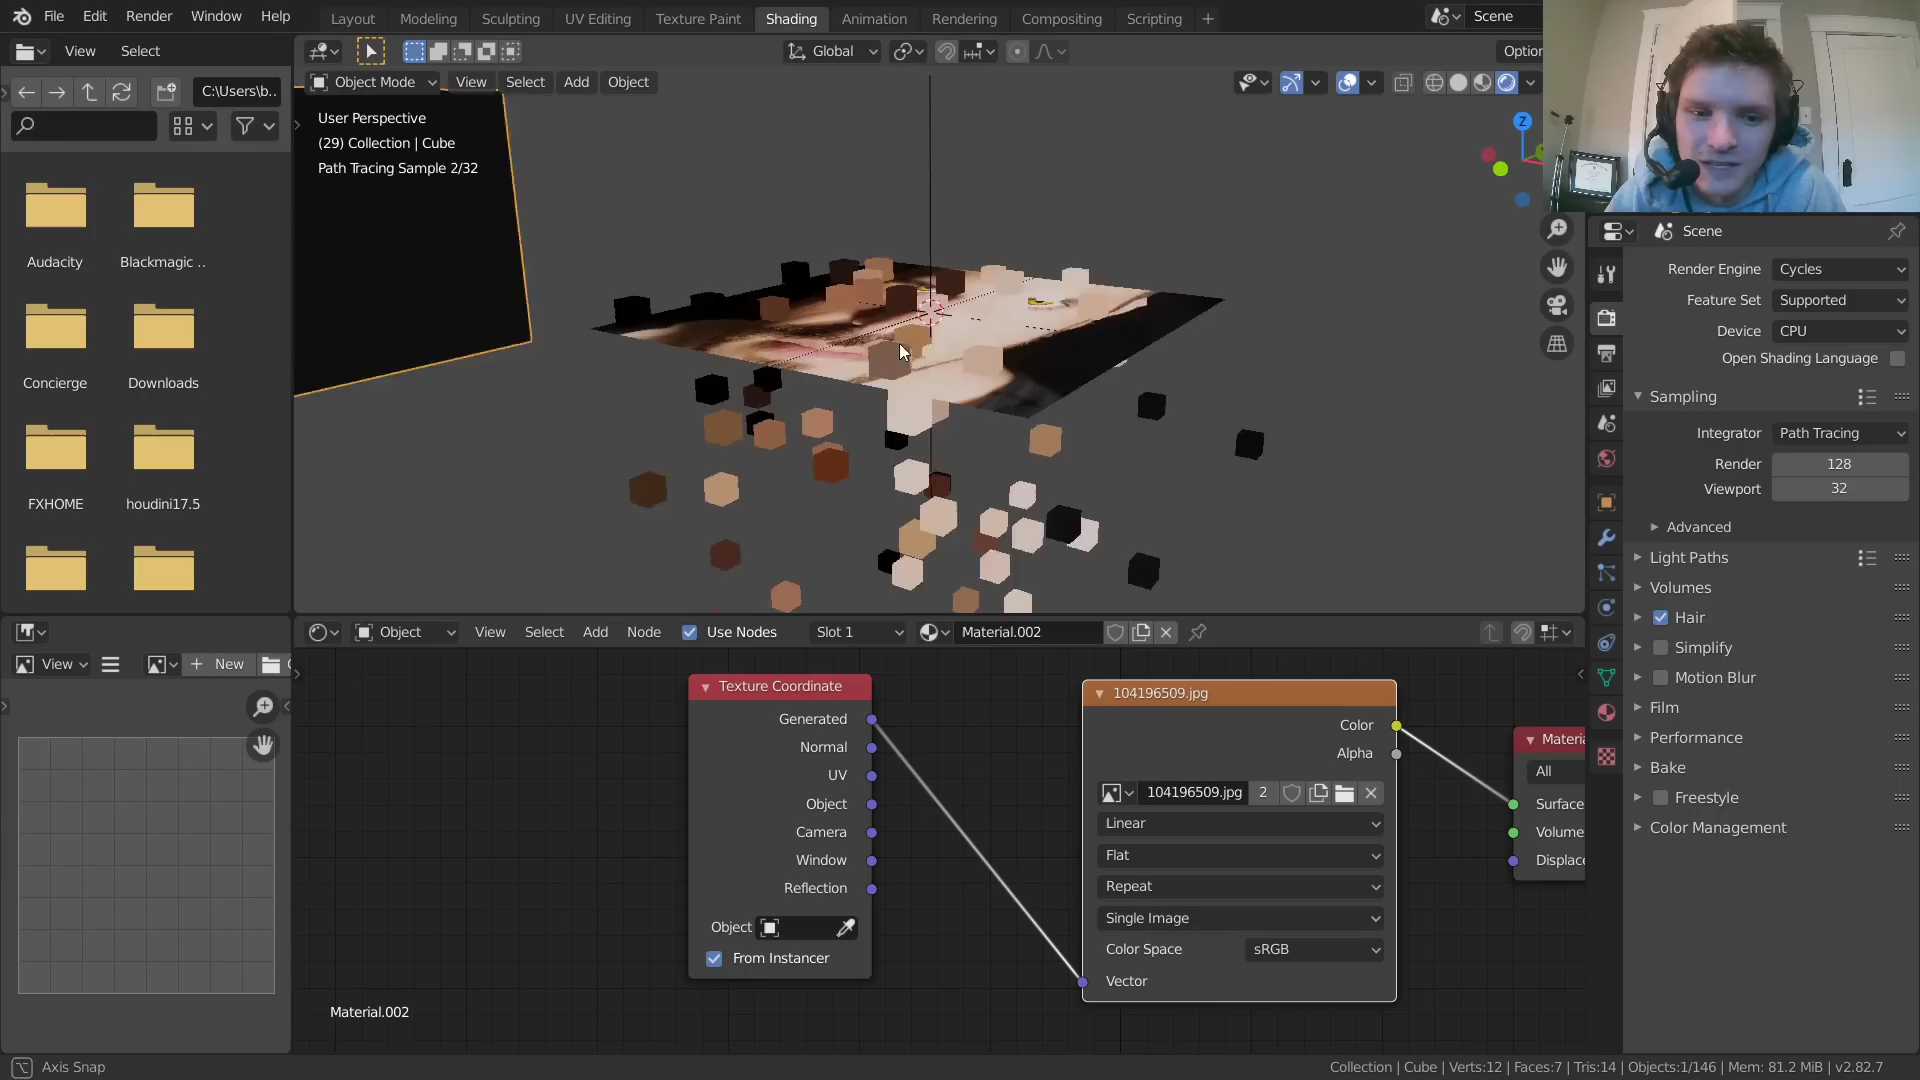 File Edit Render Window Help
Layout Modeling Sculpting UV Editing Texture Paint Shading Animation Rendering Compositing Scripting +
Scene
View Select
Global
Optior
C:\Users\b..
Object Mode View Select Add Object
User Perspective
(29) Collection | Cube
Path Tracing Sample 2/32
Z
Audacity Blackmagic ..
Concierge Downloads
FXHOME houdini17.5
Scene
Render Engine Cycles
Feature Set Supported
Device CPU
Open Shading Language
Sampling
Integrator Path Tracing
Render 128
Viewport 32
Advanced
Light Paths
Volumes
Hair
Simplify
Motion Blur
Film
Performance
Bake
Freestyle
Color Management
Object View Select Add Node Use Nodes Slot 1 Material.002
View New
Texture Coordinate
Generated
Normal
UV
Object
Camera
Window
Reflection
Object
From Instancer
104196509.jpg
Color
Alpha
104196509.jpg 2
Linear
Flat
Repeat
Single Image
Color Space sRGB
Vector
Materia
All
Surface
Volume
Displace
Material.002
Axis Snap
Collection | Cube | Verts:12 | Faces:7 | Tris:14 | Objects:1/146 | Mem: 81.2 MiB | v2.82.7